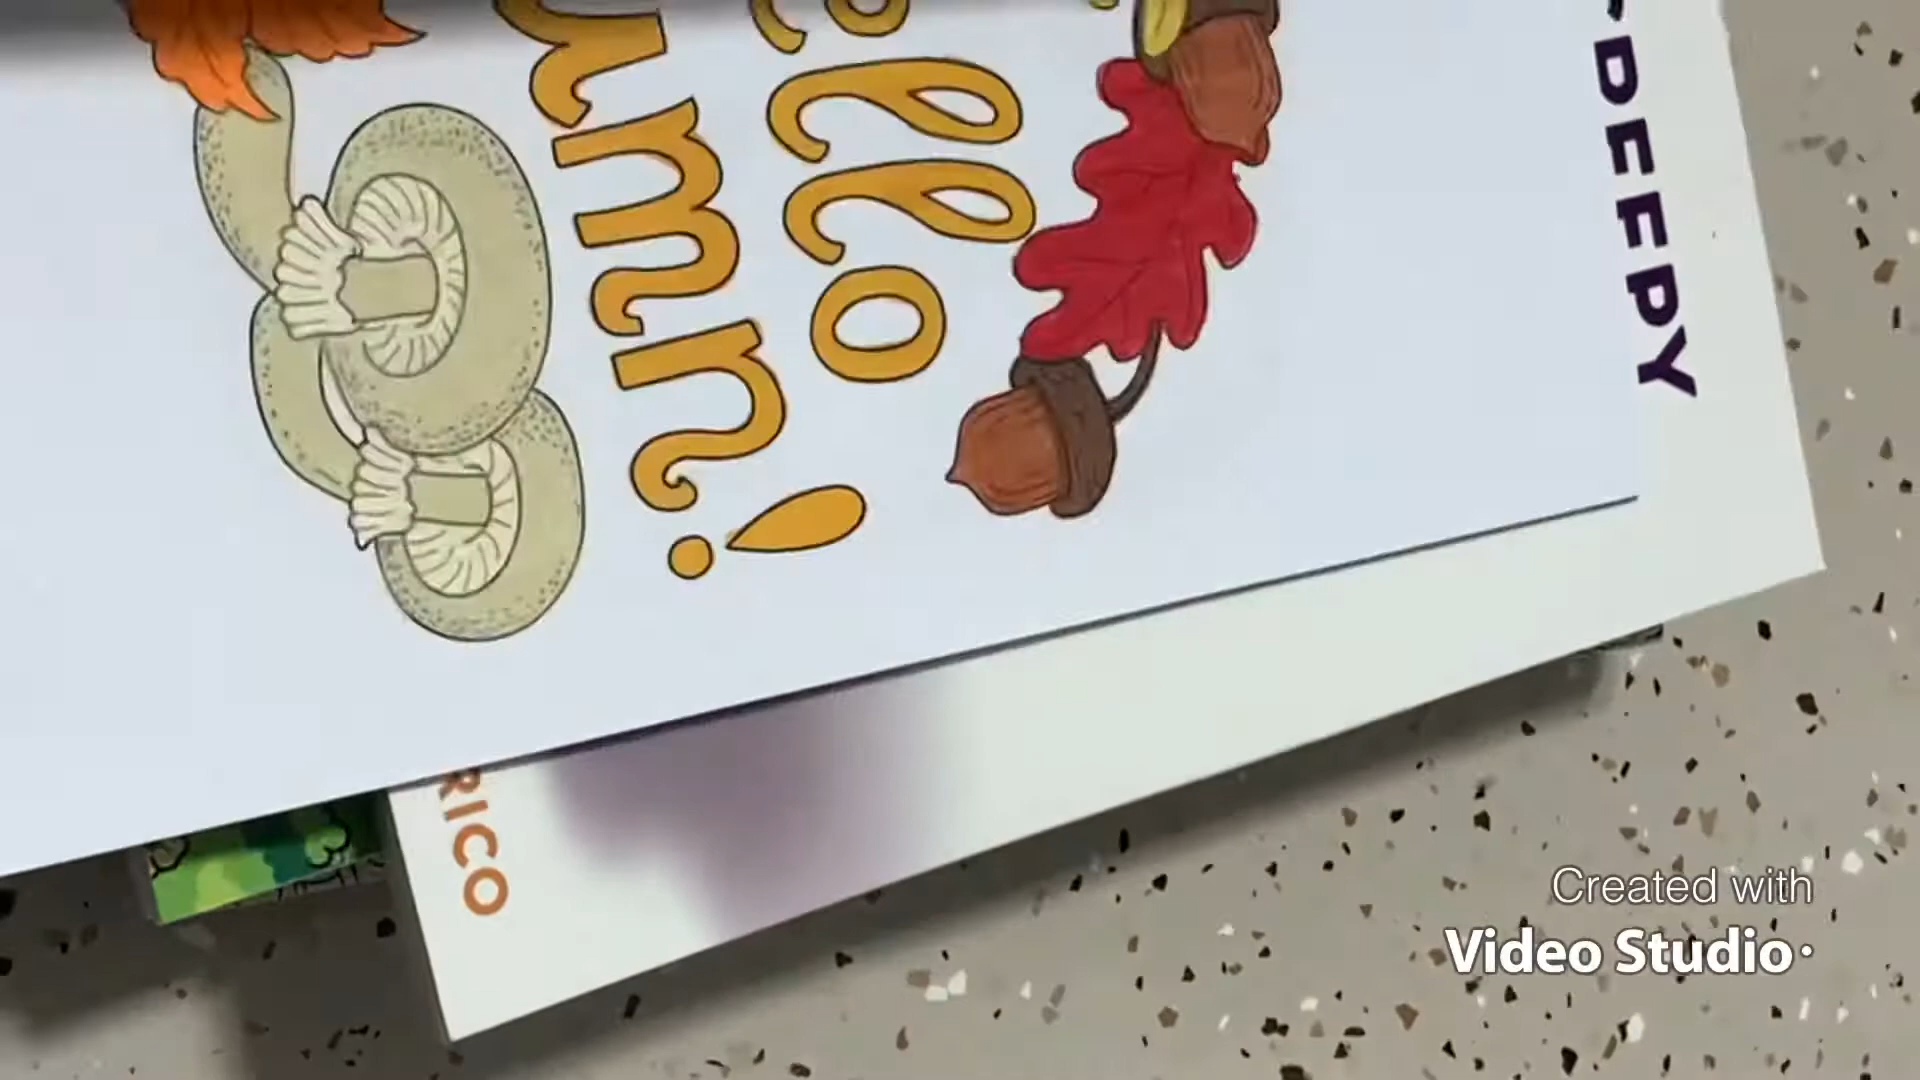 ello
umn!
DEEPY
RICO
Created with
Video Studio